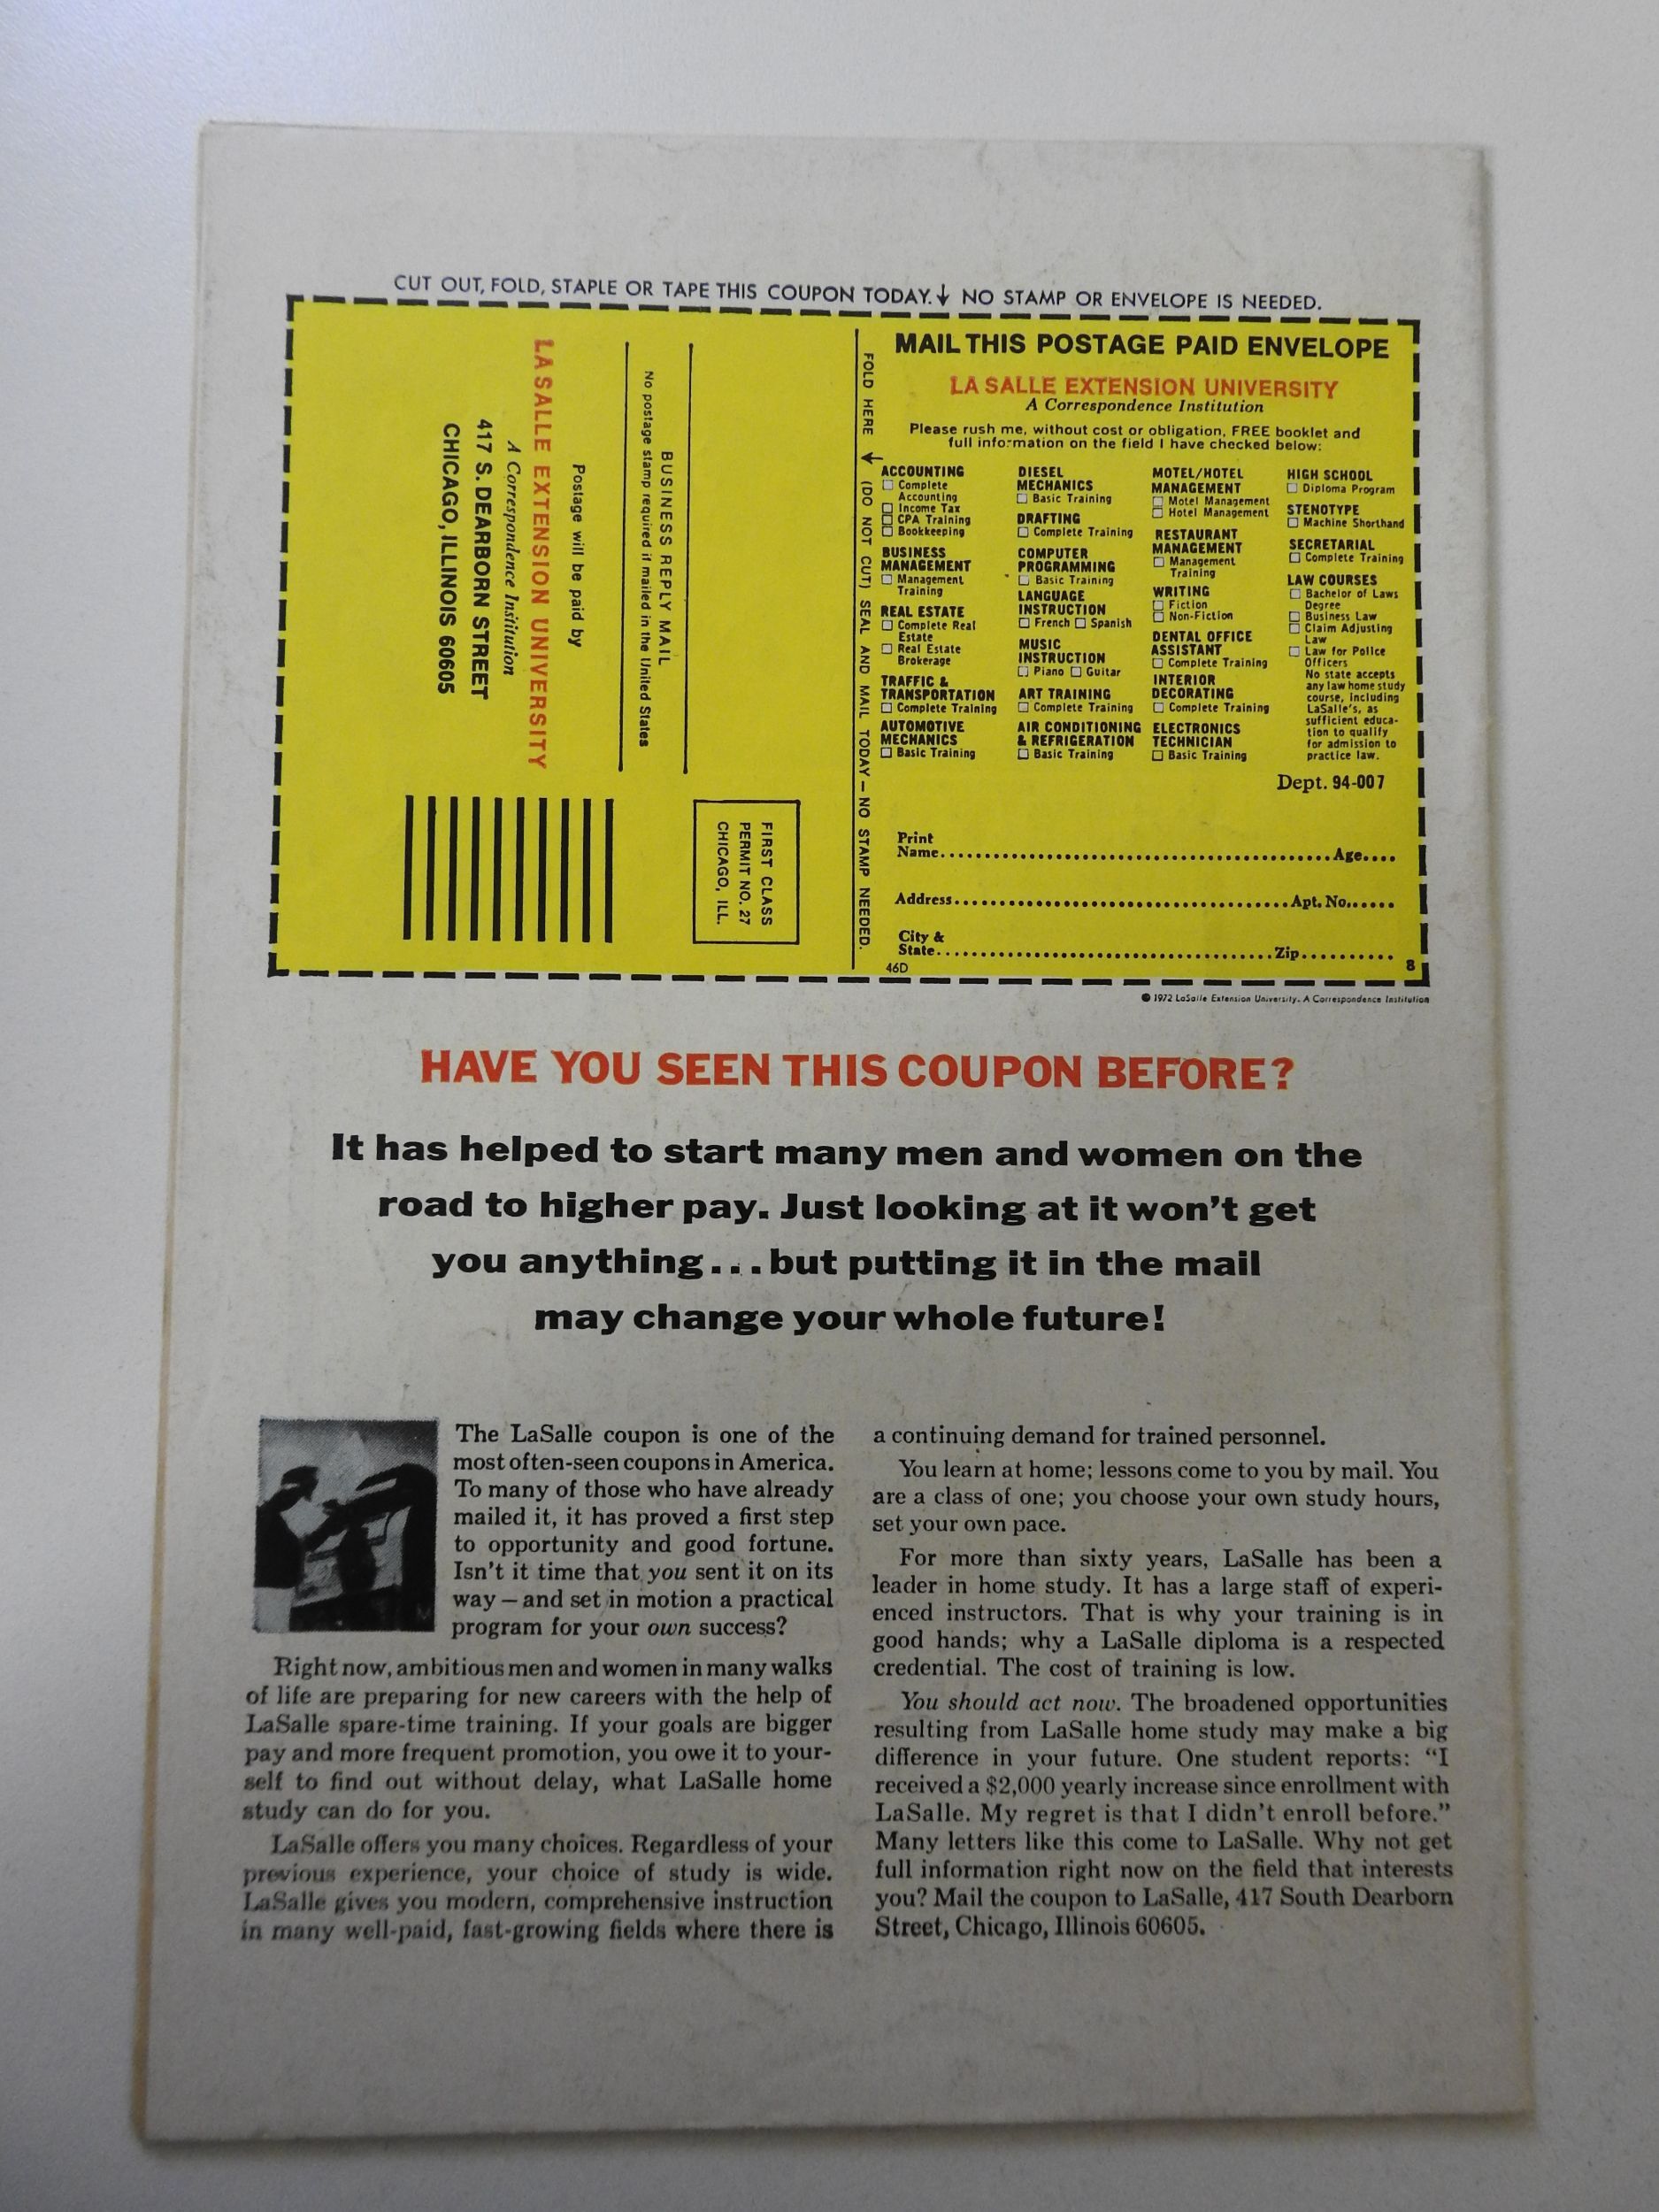 CUT OUT, FOLD, STAPLE OR TAPE THIS COUPON TODAY.↓ NO STAMP OR ENVELOPE IS NEEDED.
BUSINESS REPLY MAIL
No postage stamp required if mailed in the United States
Postage will be paid by
LA SALLE EXTENSION UNIVERSITY
A Correspondence Institution
417 S. DEARBORN STREET
CHICAGO, ILLINOIS 60605
FIRST CLASS
PERMIT NO. 27
CHICAGO, ILL.
FOLD HERE → (DO NOT CUT) SEAL AND MAIL TODAY — NO STAMP NEEDED.
MAIL THIS POSTAGE PAID ENVELOPE
LA SALLE EXTENSION UNIVERSITY
A Correspondence Institution
Please rush me, without cost or obligation, FREE booklet and
full information on the field I have checked below:
ACCOUNTING
☐ Complete
Accounting
☐ Income Tax
☐ CPA Training
☐ Bookkeeping
BUSINESS
MANAGEMENT
☐ Management
Training
REAL ESTATE
☐ Complete Real
Estate
☐ Real Estate
Brokerage
TRAFFIC &
TRANSPORTATION
☐ Complete Training
AUTOMOTIVE
MECHANICS
☐ Basic Training
DIESEL
MECHANICS
☐ Basic Training
DRAFTING
☐ Complete Training
COMPUTER
PROGRAMMING
☐ Basic Training
LANGUAGE
INSTRUCTION
☐ French ☐ Spanish
MUSIC
INSTRUCTION
☐ Piano ☐ Guitar
ART TRAINING
☐ Complete Training
AIR CONDITIONING
& REFRIGERATION
☐ Basic Training
MOTEL/HOTEL
MANAGEMENT
☐ Motel Management
☐ Hotel Management
RESTAURANT
MANAGEMENT
☐ Management
Training
WRITING
☐ Fiction
☐ Non-Fiction
DENTAL OFFICE
ASSISTANT
☐ Complete Training
INTERIOR
DECORATING
☐ Complete Training
ELECTRONICS
TECHNICIAN
☐ Basic Training
HIGH SCHOOL
☐ Diploma Program
STENOTYPE
☐ Machine Shorthand
SECRETARIAL
☐ Complete Training
LAW COURSES
☐ Bachelor of Laws
Degree
☐ Business Law
☐ Claim Adjusting
Law
☐ Law for Police
Officers
No state accepts
any law home study
course, including
LaSalle's, as
sufficient educa-
tion to qualify
for admission to
practice law.
Dept. 94-007
Print
Name.......... Age....
Address.......... Apt. No......
City &
State.......... Zip..........
46D 8
© 1972 LaSalle Extension University. A Correspondence Institution
HAVE YOU SEEN THIS COUPON BEFORE?
It has helped to start many men and women on the
road to higher pay. Just looking at it won't get
you anything...but putting it in the mail
may change your whole future!
The LaSalle coupon is one of the
most often-seen coupons in America.
To many of those who have already
mailed it, it has proved a first step
to opportunity and good fortune.
Isn't it time that you sent it on its
way — and set in motion a practical
program for your own success?
Right now, ambitious men and women in many walks
of life are preparing for new careers with the help of
LaSalle spare-time training. If your goals are bigger
pay and more frequent promotion, you owe it to your-
self to find out without delay, what LaSalle home
study can do for you.
LaSalle offers you many choices. Regardless of your
previous experience, your choice of study is wide.
LaSalle gives you modern, comprehensive instruction
in many well-paid, fast-growing fields where there is
a continuing demand for trained personnel.
You learn at home; lessons come to you by mail. You
are a class of one; you choose your own study hours,
set your own pace.
For more than sixty years, LaSalle has been a
leader in home study. It has a large staff of experi-
enced instructors. That is why your training is in
good hands; why a LaSalle diploma is a respected
credential. The cost of training is low.
You should act now. The broadened opportunities
resulting from LaSalle home study may make a big
difference in your future. One student reports: "I
received a $2,000 yearly increase since enrollment with
LaSalle. My regret is that I didn't enroll before."
Many letters like this come to LaSalle. Why not get
full information right now on the field that interests
you? Mail the coupon to LaSalle, 417 South Dearborn
Street, Chicago, Illinois 60605.